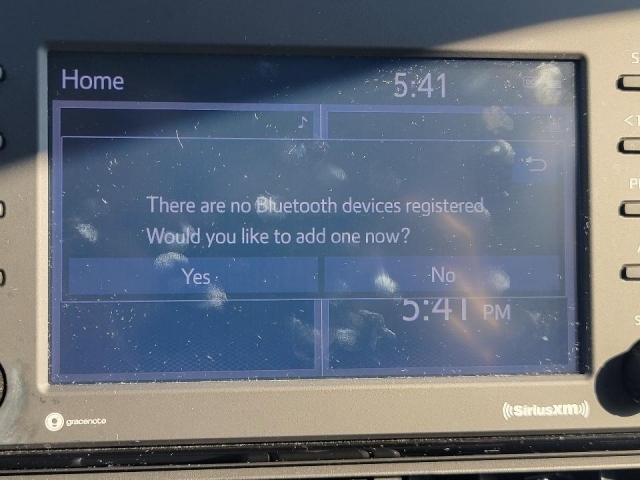 Home
5:41
There are no Bluetooth devices registered.
Would you like to add one now?
Yes
No
5:41 PM
gracenote
SiriusXM